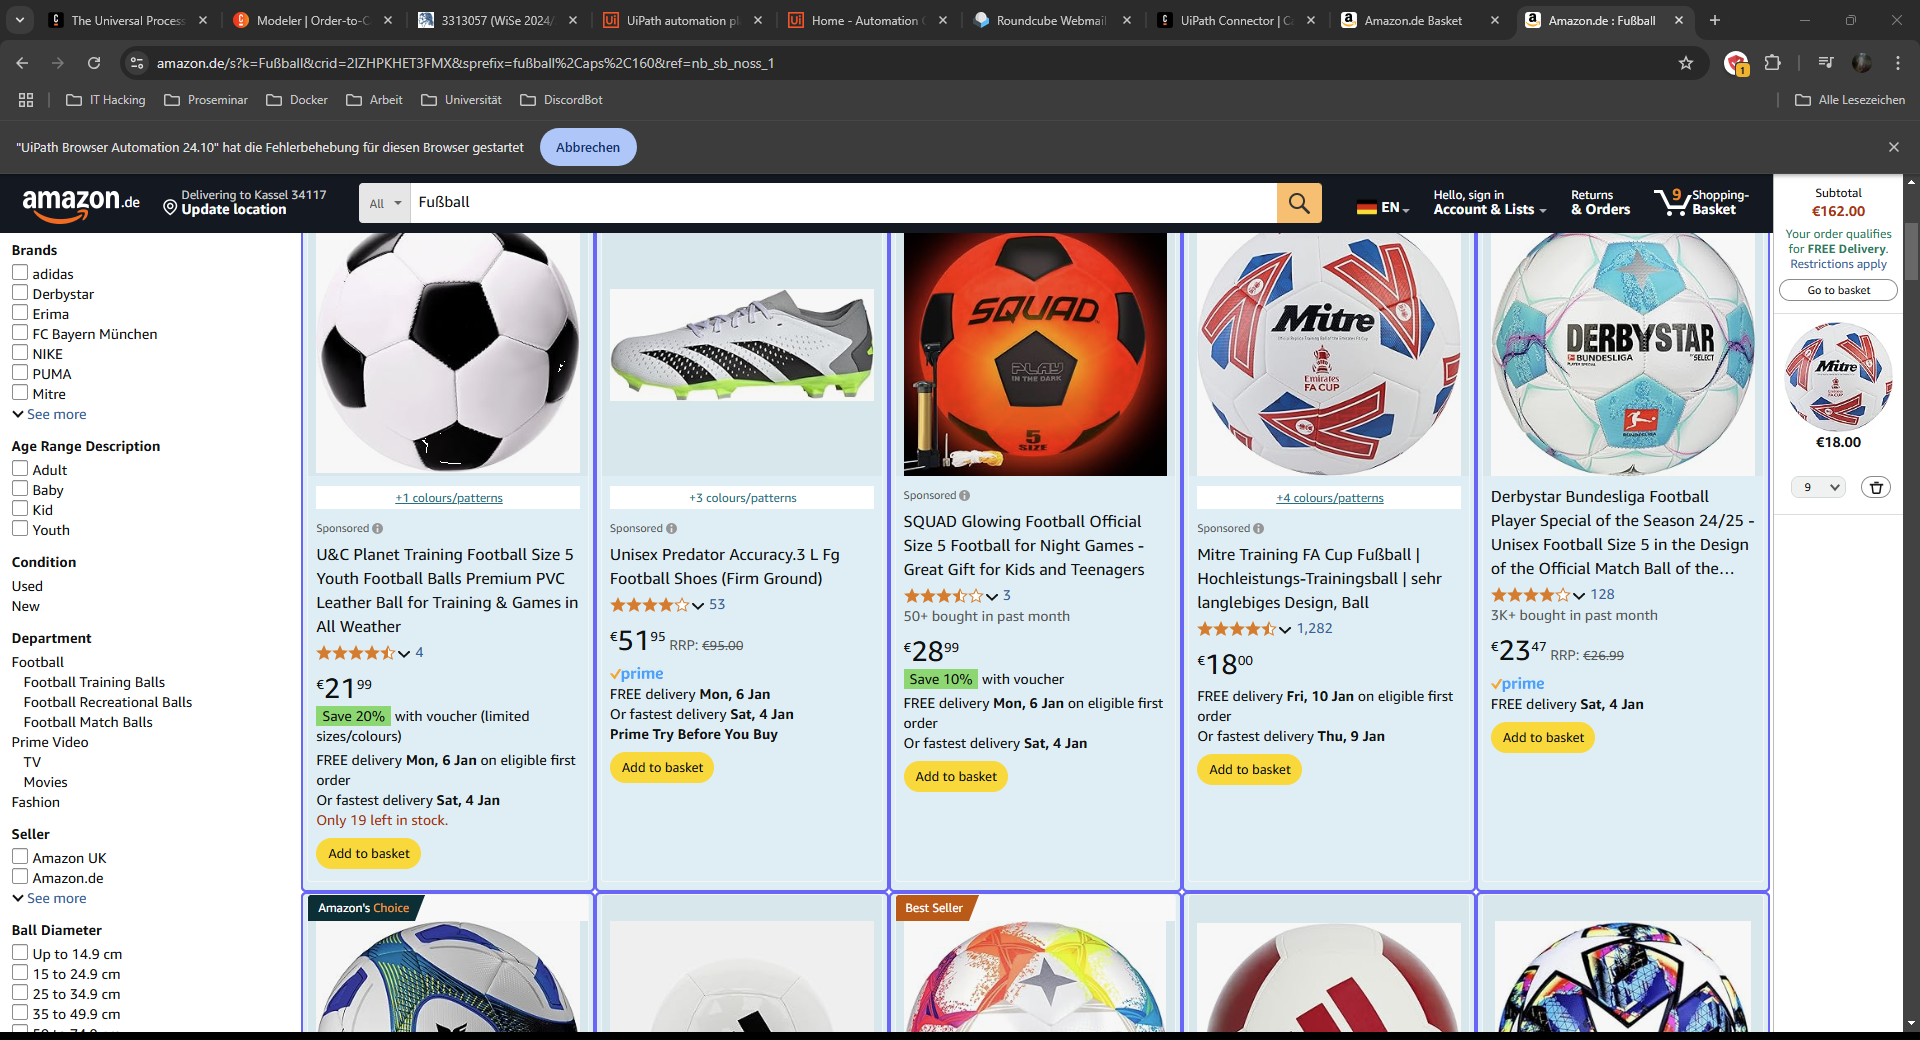 The Universal Process
Modeler | Order-to-C
3313057 (WiSe 2024/
UiPath automation pl
Home - Automation C
Roundcube Webmail
UiPath Connector | Ca
Amazon.de Basket
Amazon.de : Fußball
amazon.de/s?k=Fußball&crid=2IZHPKHET3FMX&sprefix=fußball%2Caps%2C160&ref=nb_sb_noss_1
1
IT Hacking
Proseminar
Docker
Arbeit
Universität
DiscordBot
Alle Lesezeichen
"UiPath Browser Automation 24.10" hat die Fehlerbehebung für diesen Browser gestartet
Abbrechen
amazon.de
Delivering to Kassel 34117
Update location
All
Fußball
EN
Hello, sign in
Account & Lists
Returns
& Orders
9
Shopping-
Basket
Subtotal
€162.00
Your order qualifies
for FREE Delivery.
Restrictions apply
Go to basket
Mitre
€18.00
9
Brands
adidas
Derbystar
Erima
FC Bayern München
NIKE
PUMA
Mitre
See more
Age Range Description
Adult
Baby
Kid
Youth
Condition
Used
New
Department
Football
Football Training Balls
Football Recreational Balls
Football Match Balls
Prime Video
TV
Movies
Fashion
Seller
Amazon UK
Amazon.de
See more
Ball Diameter
Up to 14.9 cm
15 to 24.9 cm
25 to 34.9 cm
35 to 49.9 cm
+1 colours/patterns
Sponsored
U&C Planet Training Football Size 5
Youth Football Balls Premium PVC
Leather Ball for Training & Games in
All Weather
4
€21 99
Save 20% with voucher (limited
sizes/colours)
FREE delivery Mon, 6 Jan on eligible first
order
Or fastest delivery Sat, 4 Jan
Only 19 left in stock.
Add to basket
+3 colours/patterns
Sponsored
Unisex Predator Accuracy.3 L Fg
Football Shoes (Firm Ground)
53
€51 95 RRP: €95.00
prime
FREE delivery Mon, 6 Jan
Or fastest delivery Sat, 4 Jan
Prime Try Before You Buy
Add to basket
SQUAD
PLAY
IN THE DARK
5
SIZE
Sponsored
SQUAD Glowing Football Official
Size 5 Football for Night Games -
Great Gift for Kids and Teenagers
3
50+ bought in past month
€28 99
Save 10% with voucher
FREE delivery Mon, 6 Jan on eligible first
order
Or fastest delivery Sat, 4 Jan
Add to basket
Mitre
Emirates
FA CUP
+4 colours/patterns
Sponsored
Mitre Training FA Cup Fußball |
Hochleistungs-Trainingsball | sehr
langlebiges Design, Ball
1,282
€18 00
FREE delivery Fri, 10 Jan on eligible first
order
Or fastest delivery Thu, 9 Jan
Add to basket
DERBYSTAR
BUNDESLIGA
BY SELECT
Derbystar Bundesliga Football
Player Special of the Season 24/25 -
Unisex Football Size 5 in the Design
of the Official Match Ball of the…
128
3K+ bought in past month
€23 47 RRP: €26.99
prime
FREE delivery Sat, 4 Jan
Add to basket
Amazon's Choice
Best Seller